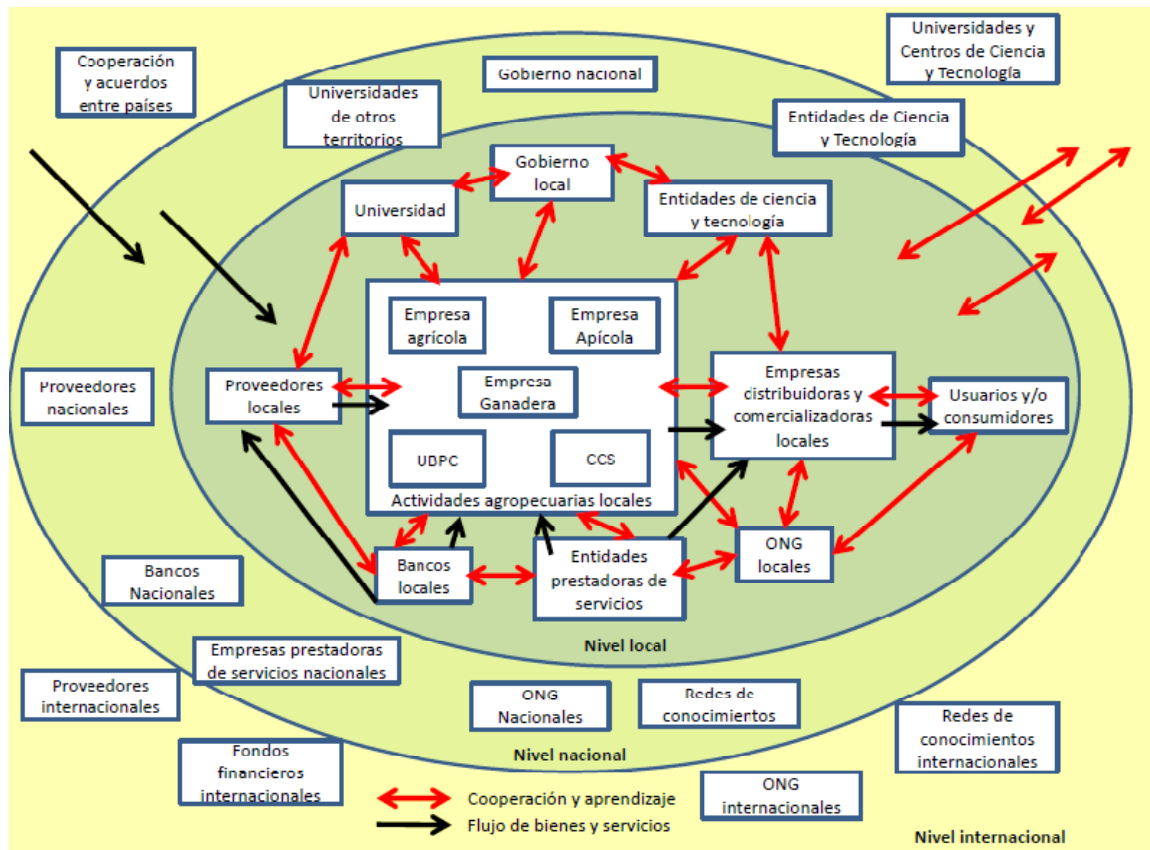 Universidades y
Centros de Ciencia
y Tecnología
Cooperación
y acuerdos
entre países
Gobierno nacional
Universidades
de otros
territorios
Entidades de Ciencia
y Tecnología
Gobierno
local
Universidad
Entidades de ciencia
y tecnología
Empresa
agrícola
Empresa
Apícola
Empresa
Ganadera
UBPC
CCS
Actividades agropecuarias locales
Proveedores
locales
Proveedores
nacionales
Empresas
distribuidoras y
comercializadoras
locales
Usuarios y/o
consumidores
Bancos
locales
Entidades
prestadoras de
servicios
ONG
locales
Nivel local
Bancos
Nacionales
Empresas prestadoras
de servicios nacionales
Proveedores
internacionales
ONG
Nacionales
Redes de
conocimientos
Nivel nacional
Fondos
financieros
internacionales
Redes de
conocimientos
internacionales
ONG
internacionales
Cooperación y aprendizaje
Flujo de bienes y servicios
Nivel internacional